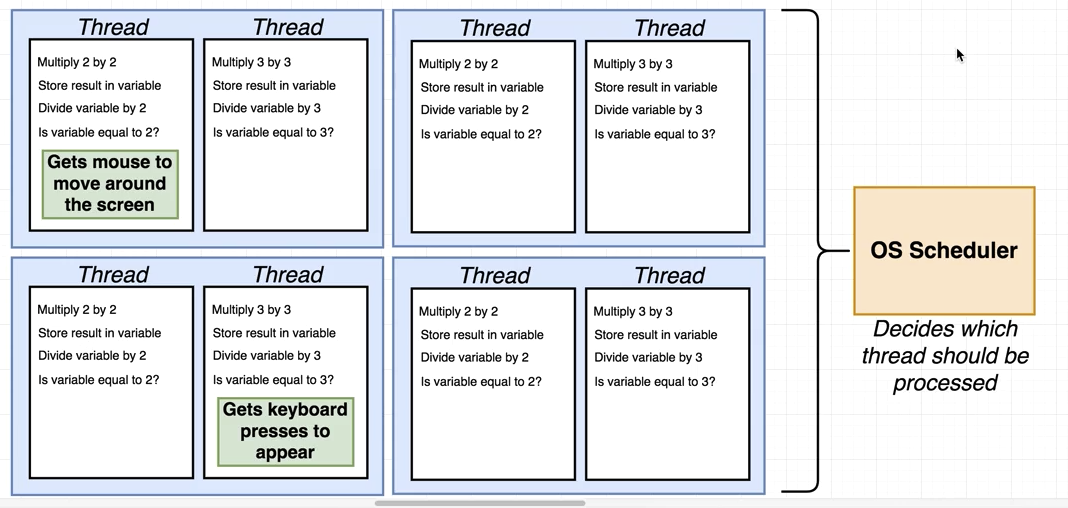 Thread
Multiply 2 by 2
Store result in variable
Divide variable by 2
Is variable equal to 2?
Gets mouse to
move around
the screen
Thread
Multiply 3 by 3
Store result in variable
Divide variable by 3
Is variable equal to 3?
Thread
Multiply 2 by 2
Store result in variable
Divide variable by 2
Is variable equal to 2?
Thread
Multiply 3 by 3
Store result in variable
Divide variable by 3
Is variable equal to 3?
Thread
Multiply 2 by 2
Store result in variable
Divide variable by 2
Is variable equal to 2?
Thread
Multiply 3 by 3
Store result in variable
Divide variable by 3
Is variable equal to 3?
Gets keyboard
presses to
appear
Thread
Multiply 2 by 2
Store result in variable
Divide variable by 2
Is variable equal to 2?
Thread
Multiply 3 by 3
Store result in variable
Divide variable by 3
Is variable equal to 3?
OS Scheduler
Decides which
thread should be
processed